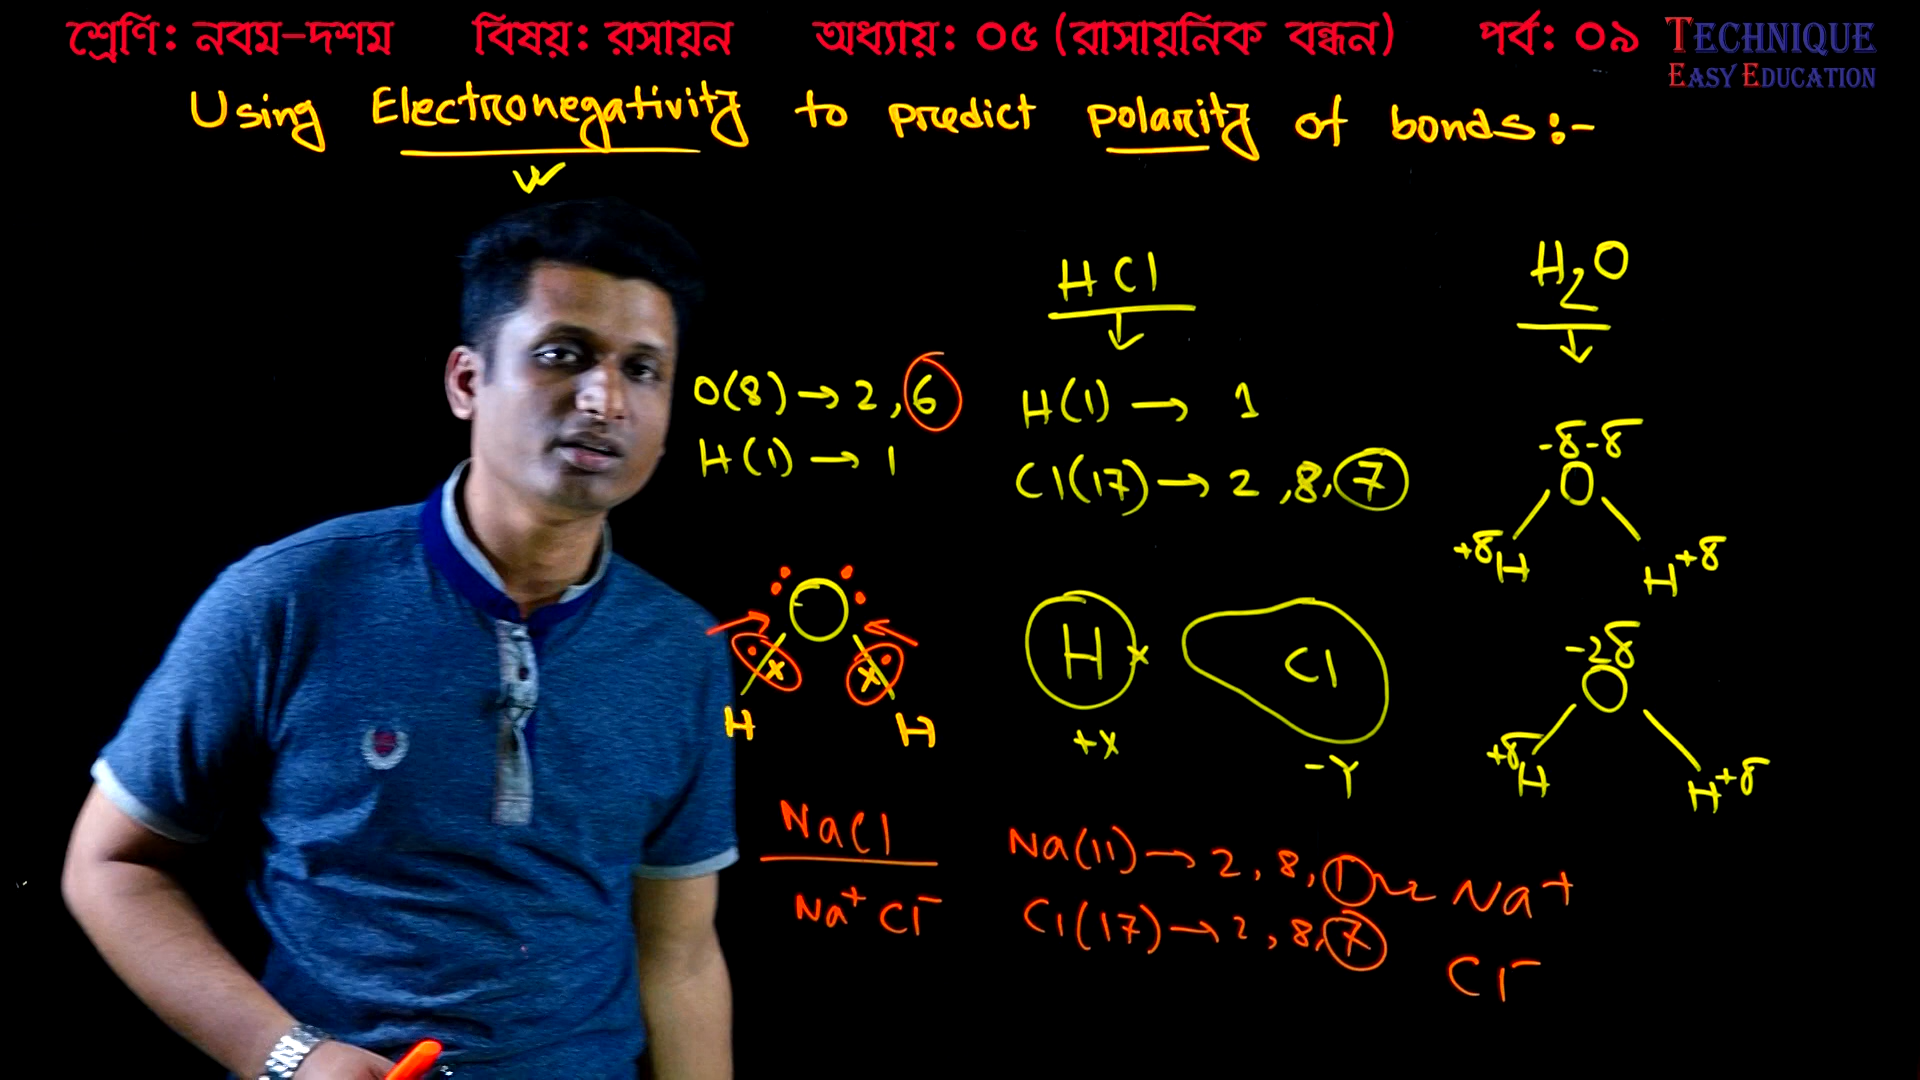 শ্রেণি: নবম-দশম বিষয়: রসায়ন অধ্যায়: ০৫ (রাসায়নিক বন্ধন) পর্ব: ০৯
TECHNIQUE
EASY EDUCATION
Using Electronegativity to predict polarity of bonds:-
HCl
H2O
O(8) → 2, 6
H(1) → 1
H(1) → 1
Cl(17) → 2, 8, 7
-δ-δ
O
+δH
H+δ
H
H
H x
Cl
+x
-Y
-2δ
O
+δH
H+δ
NaCl
Na+ Cl-
Na(11) → 2, 8, 1 Na+
Cl(17) → 2, 8, 7 Cl-